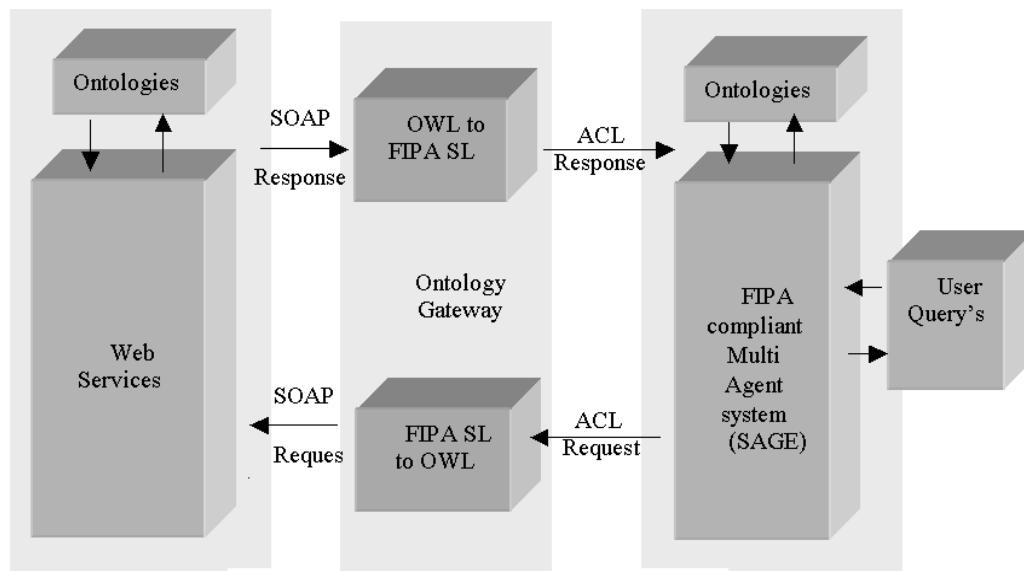 Ontologies
SOAP
Response
OWL to
FIPA SL
ACL
Response
Ontologies
Ontology
Gateway
Web
Services
FIPA
compliant
Multi
Agent
system
(SAGE)
User
Query’s
SOAP
Reques
FIPA SL
to OWL
ACL
Request